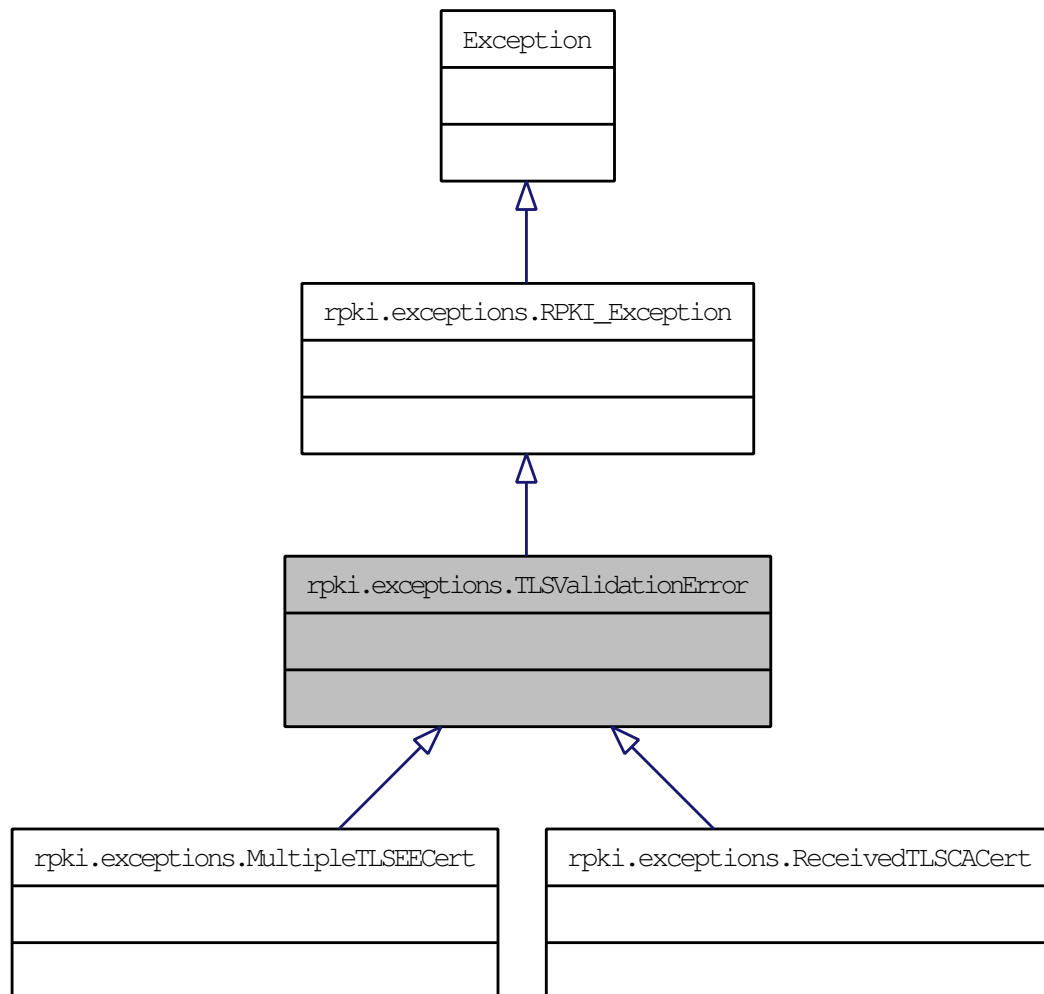 Exception
rpki.exceptions.RPKI_Exception
rpki.exceptions.TLSValidationError
rpki.exceptions.MultipleTLSEECert
rpki.exceptions.ReceivedTLSCACert